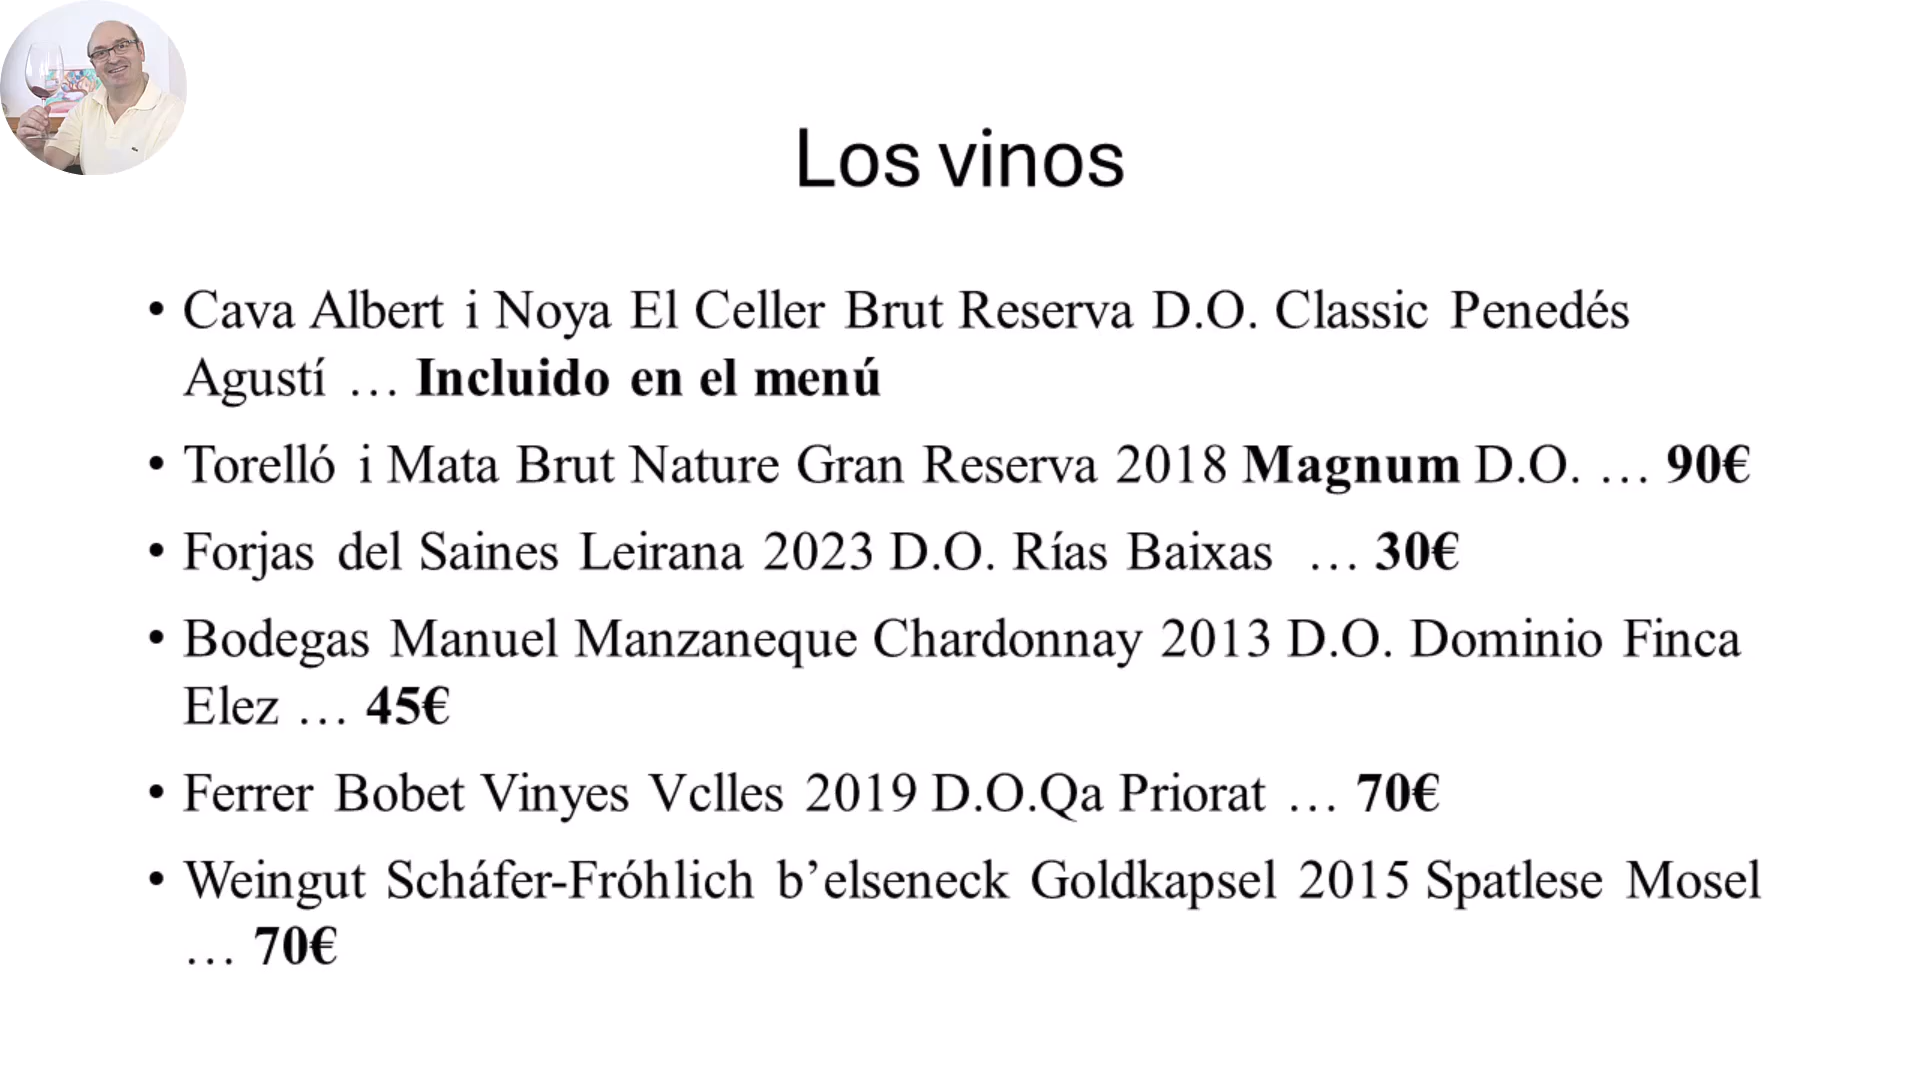 Los vinos
• Cava Albert i Noya El Celler Brut Reserva D.O. Classic Penedés
Agustí … Incluido en el menú
• Torelló i Mata Brut Nature Gran Reserva 2018 Magnum D.O. … 90€
• Forjas del Saines Leirana 2023 D.O. Rías Baixas … 30€
• Bodegas Manuel Manzaneque Chardonnay 2013 D.O. Dominio Finca
Elez … 45€
• Ferrer Bobet Vinyes Vclles 2019 D.O.Qa Priorat … 70€
• Weingut Scháfer-Fróhlich b’elseneck Goldkapsel 2015 Spatlese Mosel
… 70€